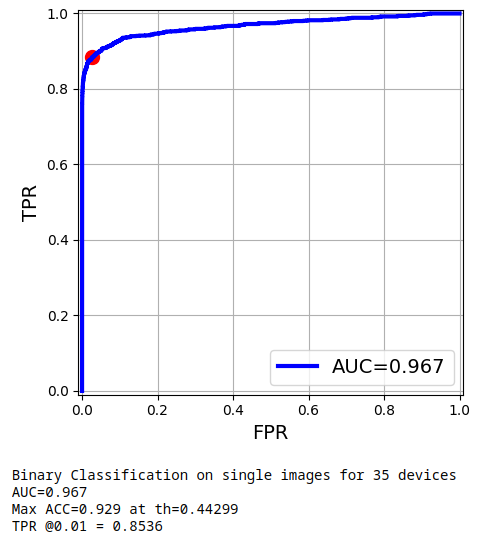 1.0
0.8
0.6
0.4
0.2
0.0
TPR
AUC=0.967
0.0 0.2 0.4 0.6 0.8 1.0
FPR
Binary Classification on single images for 35 devices
AUC=0.967
Max ACC=0.929 at th=0.44299
TPR @0.01 = 0.8536